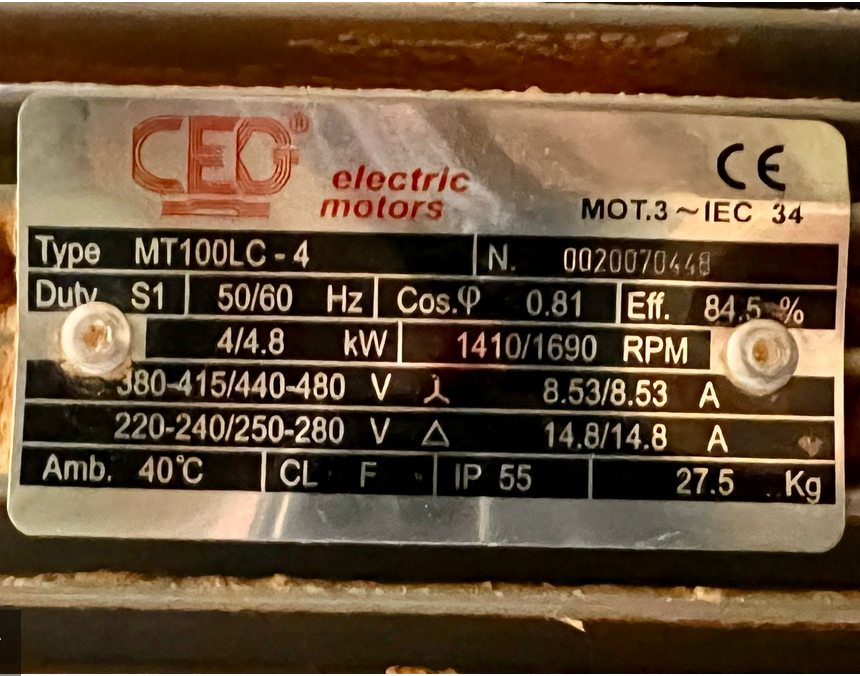 CEG®
electric
motors
CE
MOT.3~IEC 34
Type MT100LC-4 N. 0020070448
Duty S1 50/60 Hz Cos.φ 0.81 Eff. 84.5 %
4/4.8 kW 1410/1690 RPM
380-415/440-480 V 8.53/8.53 A
220-240/250-280 V Δ 14.8/14.8 A
Amb. 40°C CL F IP 55 27.5 Kg